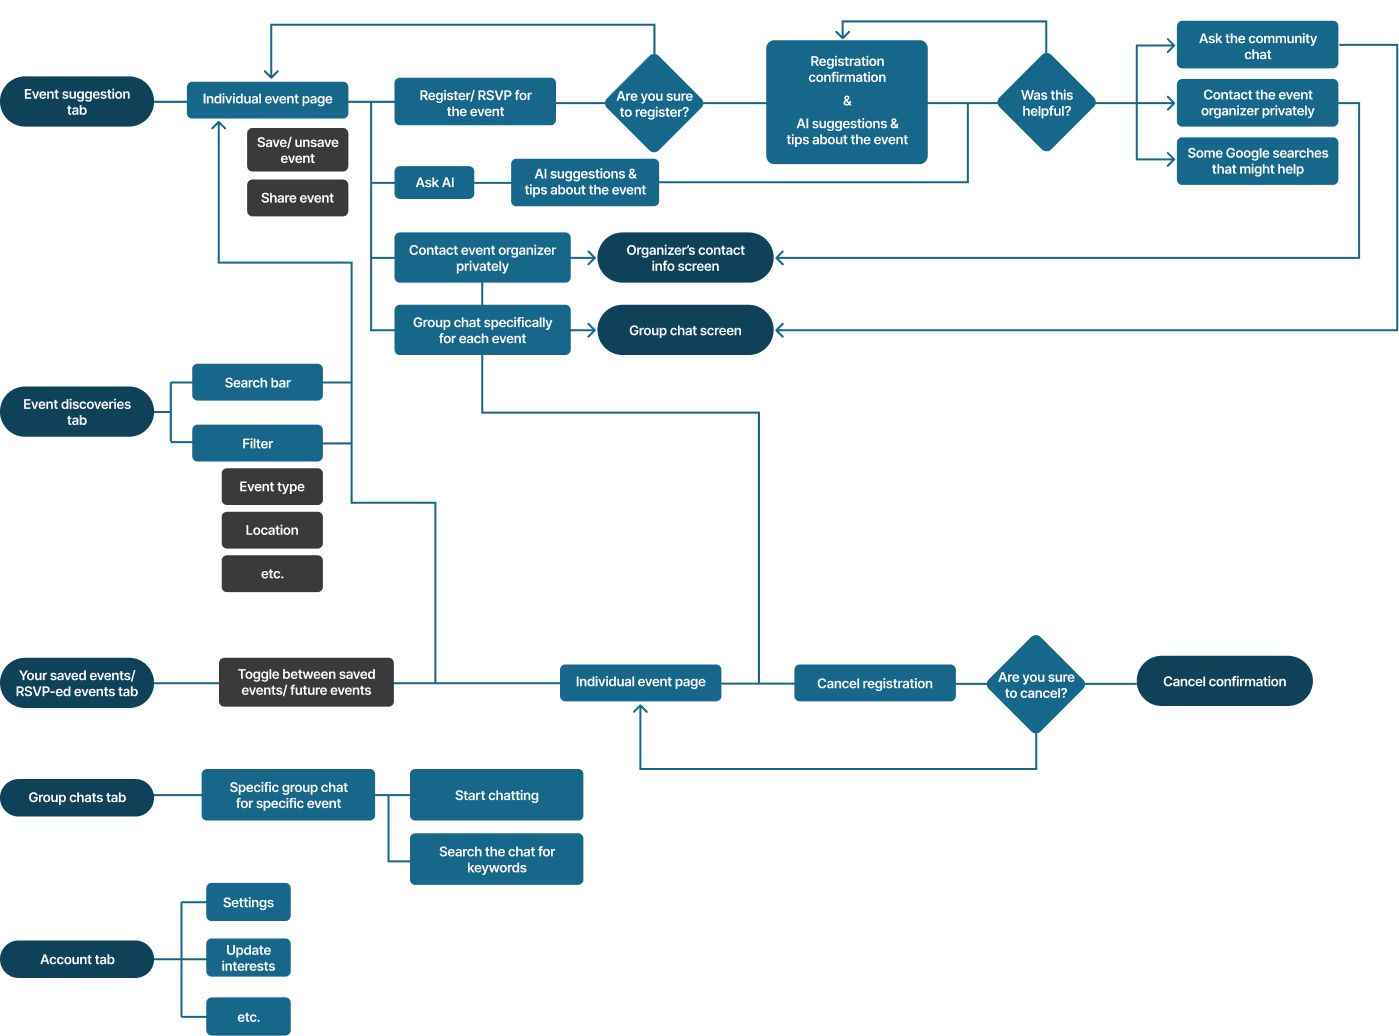 Event suggestion
tab
Individual event page
Save/ unsave
event
Share event
Register/ RSVP for
the event
Are you sure
to register?
Registration
confirmation
&
AI suggestions &
tips about the event
Was this
helpful?
Ask the community
chat
Contact the event
organizer privately
Some Google searches
that might help
Ask AI
AI suggestions &
tips about the event
Contact event organizer
privately
Organizer's contact
info screen
Group chat specifically
for each event
Group chat screen
Event discoveries
tab
Search bar
Filter
Event type
Location
etc.
Your saved events/
RSVP-ed events tab
Toggle between saved
events/ future events
Individual event page
Cancel registration
Are you sure
to cancel?
Cancel confirmation
Group chats tab
Specific group chat
for specific event
Start chatting
Search the chat for
keywords
Account tab
Settings
Update
interests
etc.